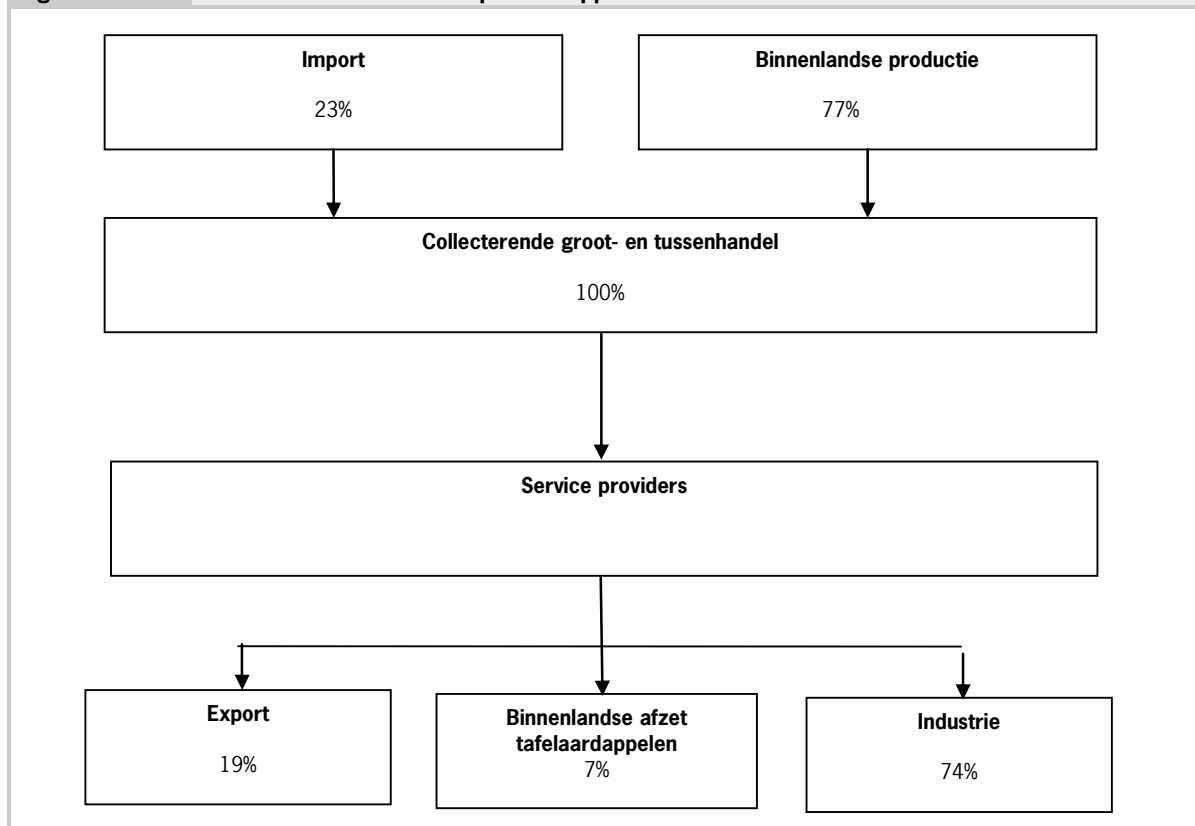 Import
Binnenlandse productie
23%
77%
Collecterende groot- en tussenhandel
100%
Service providers
Export
19%
Binnenlandse afzet
tafelaardappelen
7%
Industrie
74%